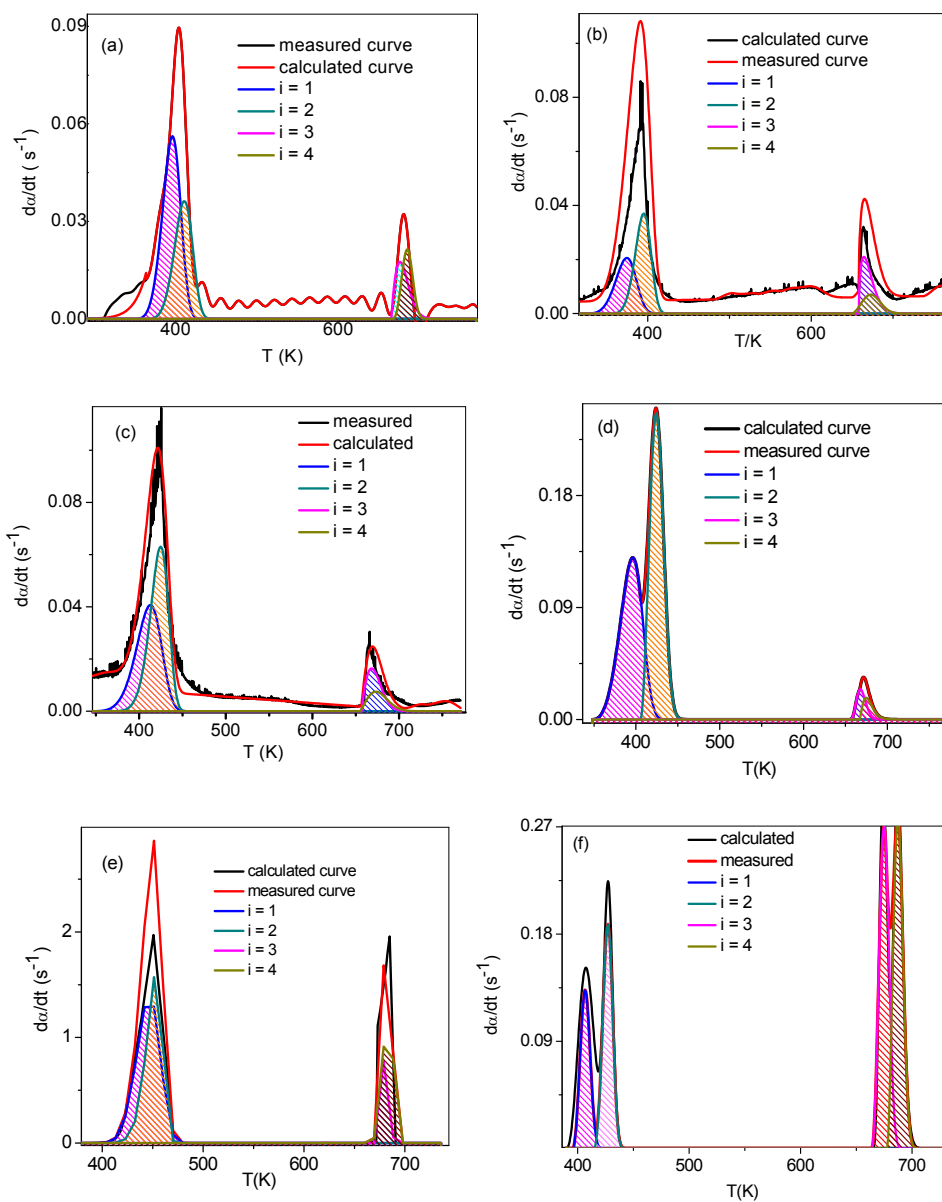 (a)
measured curve
calculated curve
i = 1
i = 2
i = 3
i = 4
0.09
0.06
0.03
0.00
dα/dt ( s⁻¹)
400
600
T (K)
(b)
calculated curve
measured curve
i = 1
i = 2
i = 3
i = 4
0.08
0.04
0.00
dα/dt (s⁻¹)
400
600
T/K
(c)
measured
calculated
i = 1
i = 2
i = 3
i = 4
0.08
0.04
0.00
dα/dt (s⁻¹)
400
500
600
700
T (K)
(d)
calculated curve
measured curve
i = 1
i = 2
i = 3
i = 4
0.18
0.09
0.00
dα/dt (s⁻¹)
400
500
600
700
T(K)
(e)
calculated curve
measured curve
i = 1
i = 2
i = 3
i = 4
2
1
0
dα/dt (s⁻¹)
400
500
600
700
T(K)
(f)
calculated
measured
i = 1
i = 2
i = 3
i = 4
0.27
0.18
0.09
dα/dt (s⁻¹)
400
500
600
700
T(K)